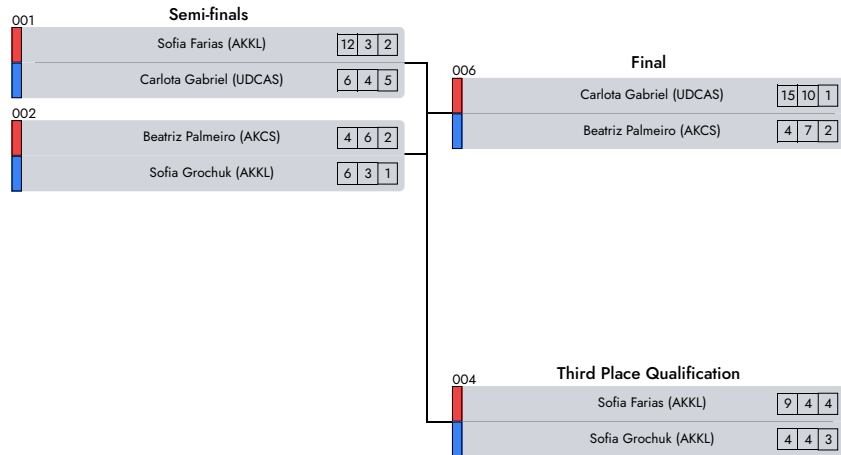 Semi-finals
001
Sofia Farias (AKKL) 12 3 2
Carlota Gabriel (UDCAS) 6 4 5
002
Beatriz Palmeiro (AKCS) 4 6 2
Sofia Grochuk (AKKL) 6 3 1
Final
006
Carlota Gabriel (UDCAS) 15 10 1
Beatriz Palmeiro (AKCS) 4 7 2
Third Place Qualification
004
Sofia Farias (AKKL) 9 4 4
Sofia Grochuk (AKKL) 4 4 3